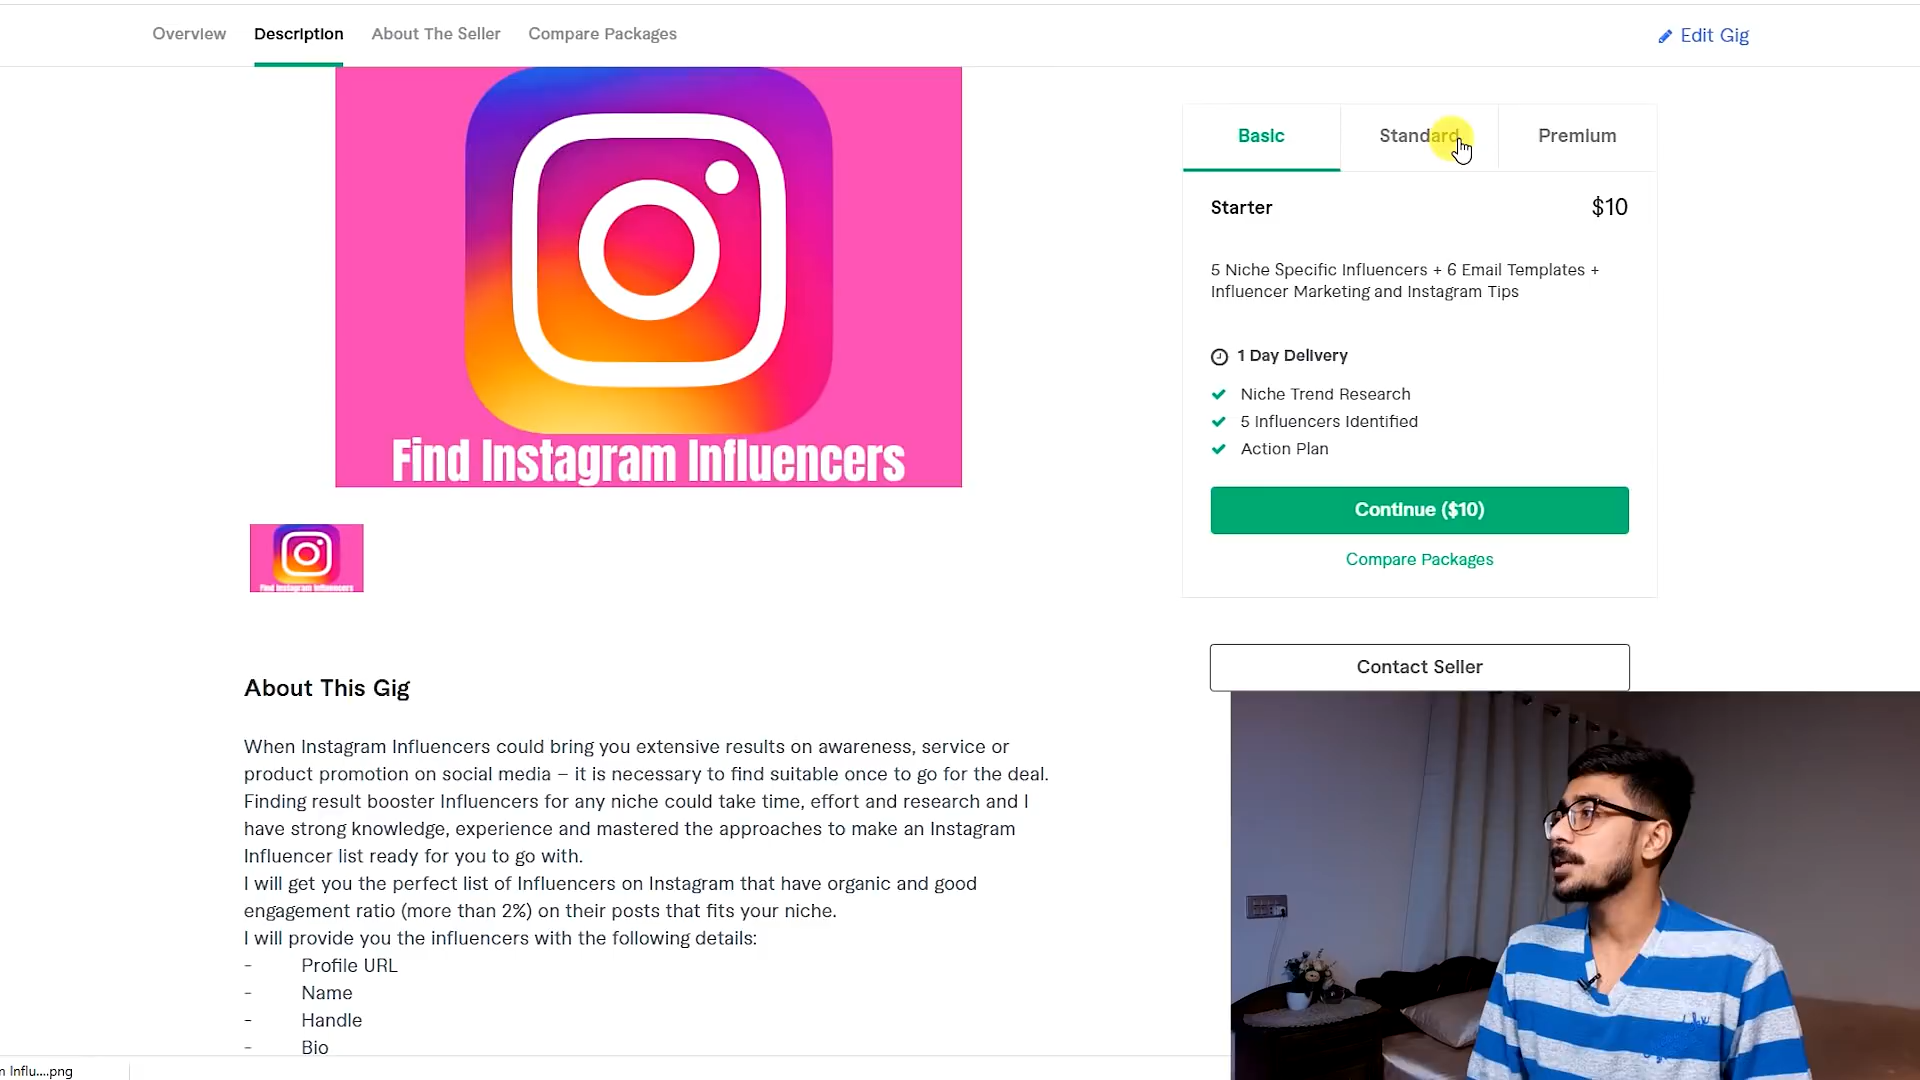 Overview Description About The Seller Compare Packages Edit Gig
Find Instagram Influencers
Find Instagram Influencers
About This Gig
When Instagram Influencers could bring you extensive results on awareness, service or
product promotion on social media – it is necessary to find suitable once to go for the deal.
Finding result booster Influencers for any niche could take time, effort and research and I
have strong knowledge, experience and mastered the approaches to make an Instagram
Influencer list ready for you to go with.
I will get you the perfect list of Influencers on Instagram that have organic and good
engagement ratio (more than 2%) on their posts that fits your niche.
I will provide you the influencers with the following details:
- Profile URL
- Name
- Handle
- Bio
Basic Standard Premium
Starter $10
5 Niche Specific Influencers + 6 Email Templates +
Influencer Marketing and Instagram Tips
1 Day Delivery
Niche Trend Research
5 Influencers Identified
Action Plan
Continue ($10)
Compare Packages
Contact Seller
Influ....png